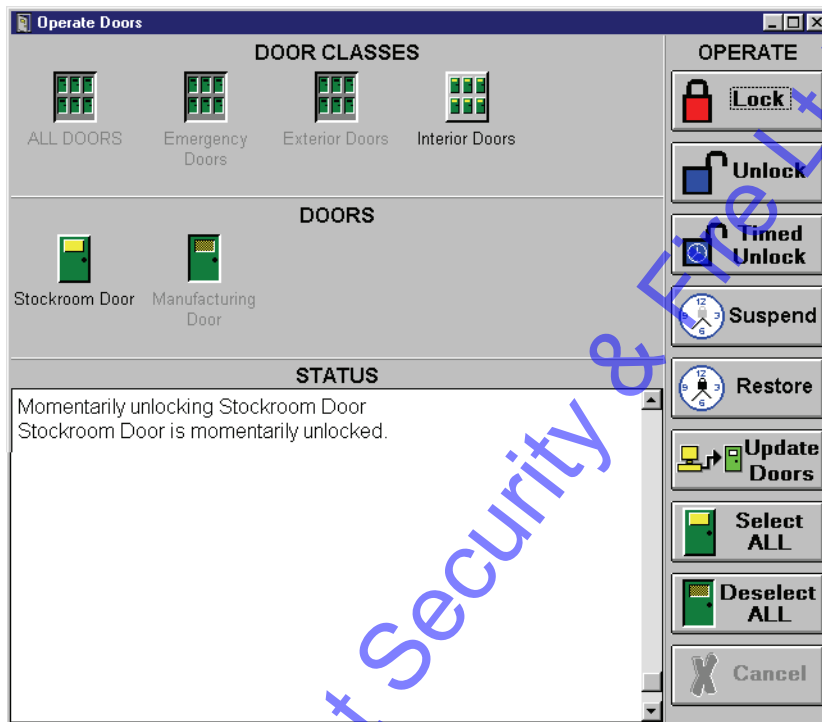 Operate Doors
DOOR CLASSES
ALL DOORS
Emergency
Doors
Exterior Doors
Interior Doors
DOORS
Stockroom Door
Manufacturing
Door
STATUS
Momentarily unlocking Stockroom Door
Stockroom Door is momentarily unlocked.
OPERATE
Lock
Unlock
Timed
Unlock
Suspend
Restore
Update
Doors
Select
ALL
Deselect
ALL
Cancel
Security & Fire